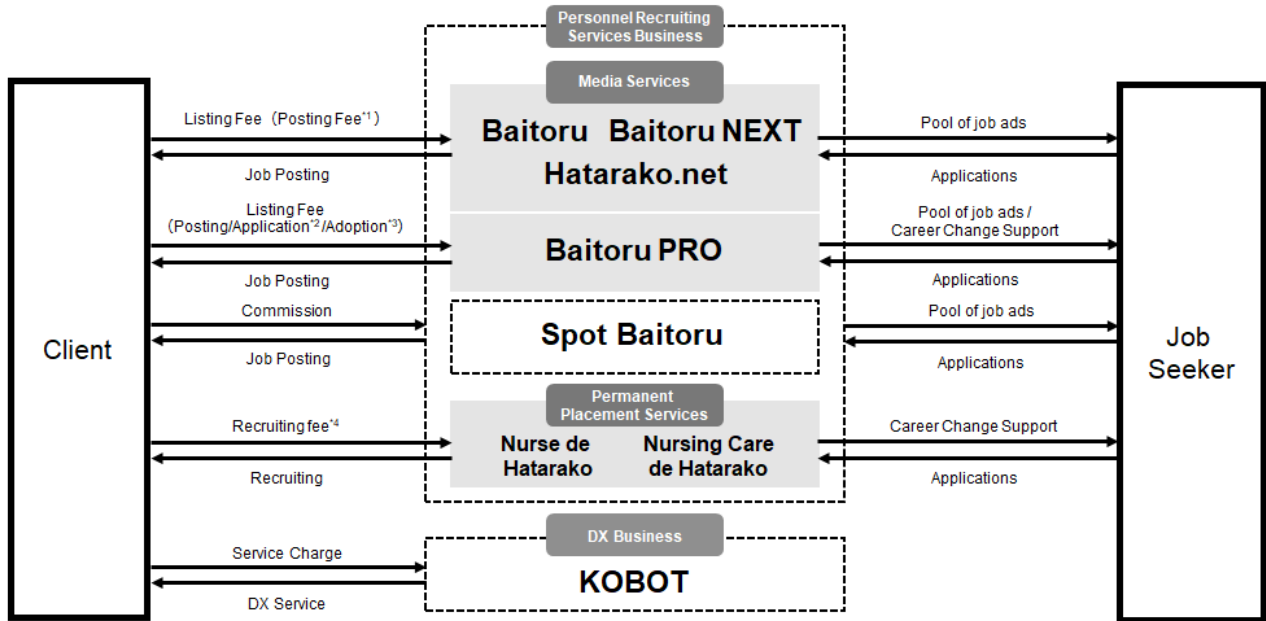 Personnel Recruiting
Services Business
Media Services
Listing Fee（Posting Fee*1）
Job Posting
Baitoru Baitoru NEXT
Hatarako.net
Pool of job ads
Applications
Listing Fee
（Posting/Application*2/Adoption*3）
Job Posting
Baitoru PRO
Pool of job ads /
Career Change Support
Applications
Client
Commission
Job Posting
Spot Baitoru
Pool of job ads
Applications
Job
Seeker
Permanent
Placement Services
Recruiting fee*4
Recruiting
Nurse de
Hatarako
Nursing Care
de Hatarako
Career Change Support
Applications
DX Business
Service Charge
DX Service
KOBOT